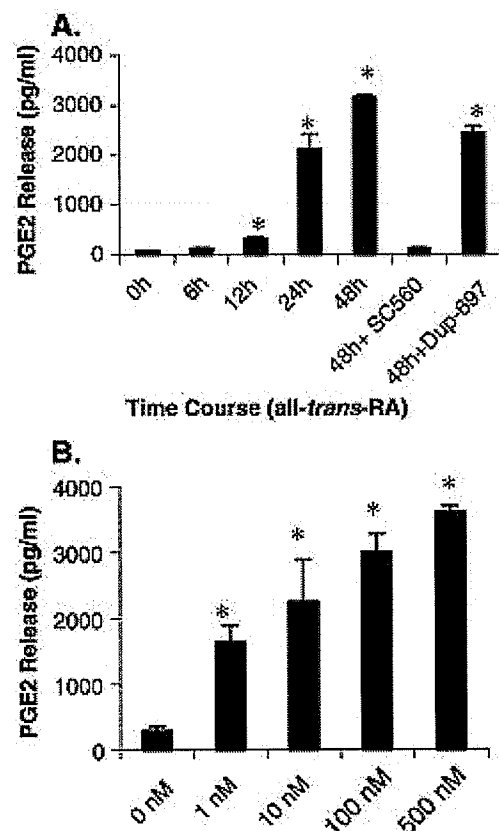 A.
PGE2 Release (pg/ml)
4000
3000
2000
1000
0
* * * *
0h 6h 12h 24h 48h 48h+ SC560 48h+Dup-697
Time Course (all-trans-RA)
B.
PGE2 Release (pg/ml)
4000
3000
2000
1000
0
* * * *
0 nM 1 nM 10 nM 100 nM 500 nM